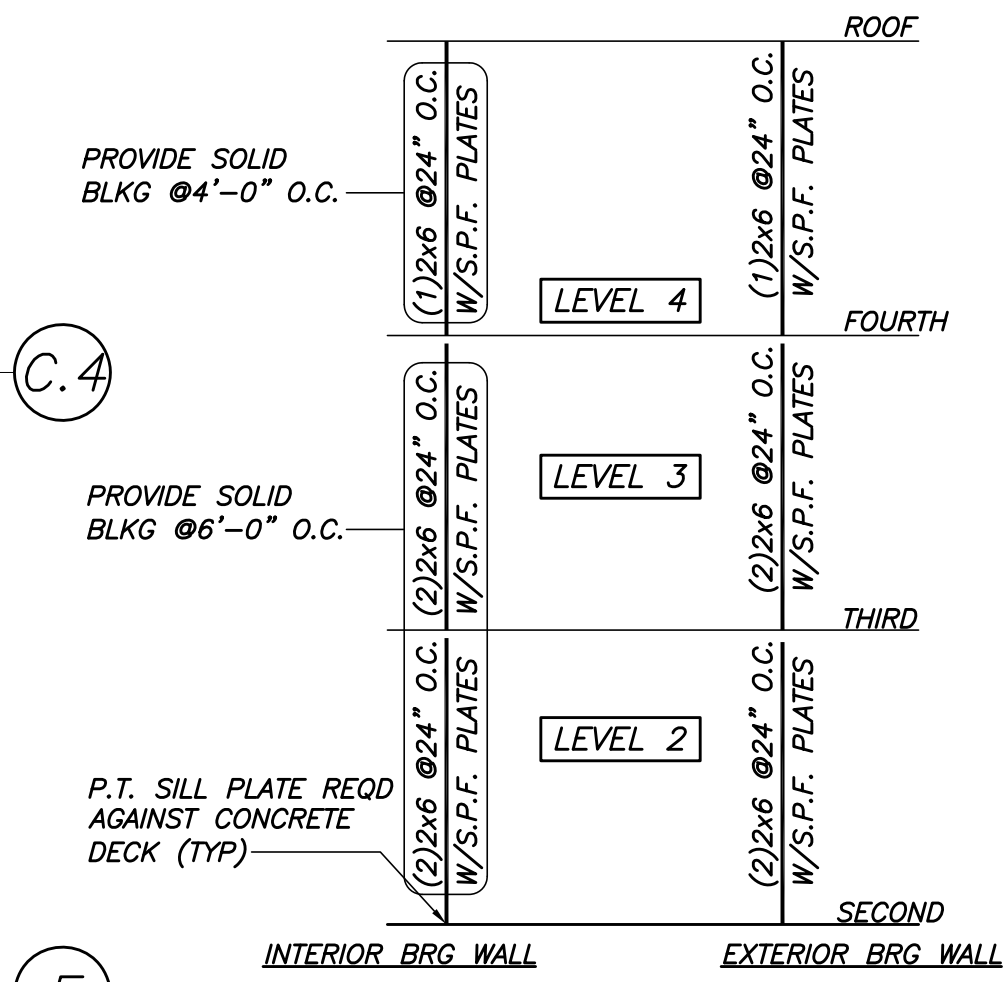 ROOF
PROVIDE SOLID
BLKG @4'-0" O.C.
(1)2x6 @24" O.C.
W/S.P.F. PLATES
(1)2x6 @24" O.C.
W/S.P.F. PLATES
LEVEL 4
FOURTH
C.4
(2)2x6 @24" O.C.
W/S.P.F. PLATES
(2)2x6 @24" O.C.
W/S.P.F. PLATES
LEVEL 3
PROVIDE SOLID
BLKG @6'-0" O.C.
THIRD
(2)2x6 @24" O.C.
W/S.P.F. PLATES
(2)2x6 @24" O.C.
W/S.P.F. PLATES
LEVEL 2
P.T. SILL PLATE REQD
AGAINST CONCRETE
DECK (TYP)
SECOND
INTERIOR BRG WALL
EXTERIOR BRG WALL